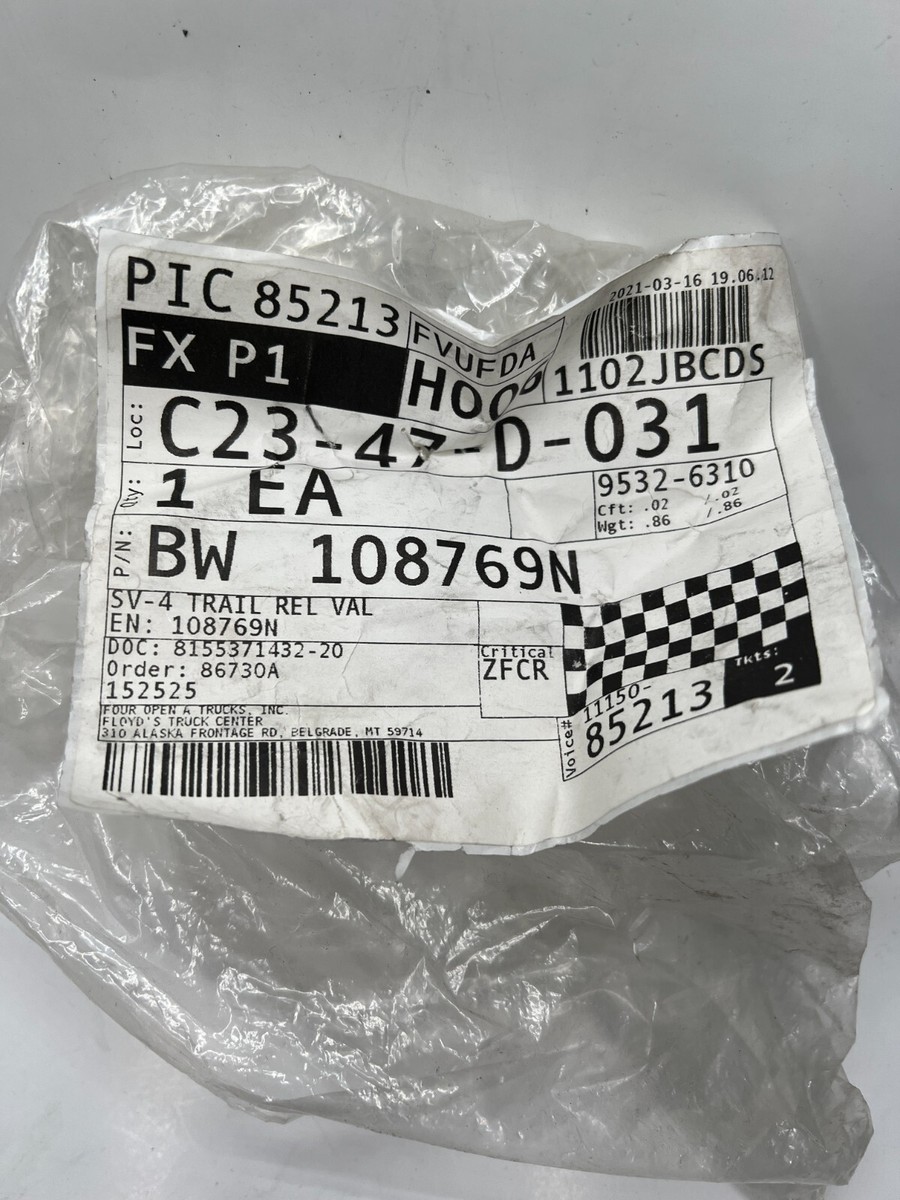 PIC 85213
FVUFDA
2021-03-16 19.06.12
FX P1
1102JBCDS
Loc: C23-47-D-031
Qty: 1 EA
9532-6310
Cft: .02 /.02
Wgt: .86 /.86
P/N: BW 108769N
SV-4 TRAIL REL VAL
EN: 108769N
DOC: 8155371432-20
Order: 86730A
152525
Critical
ZFCR
Tkts:
2
FOUR OPEN A TRUCKS, INC.
FLOYD'S TRUCK CENTER
310 ALASKA FRONTAGE RD, BELGRADE, MT 59714
Voice# 11150-
85213